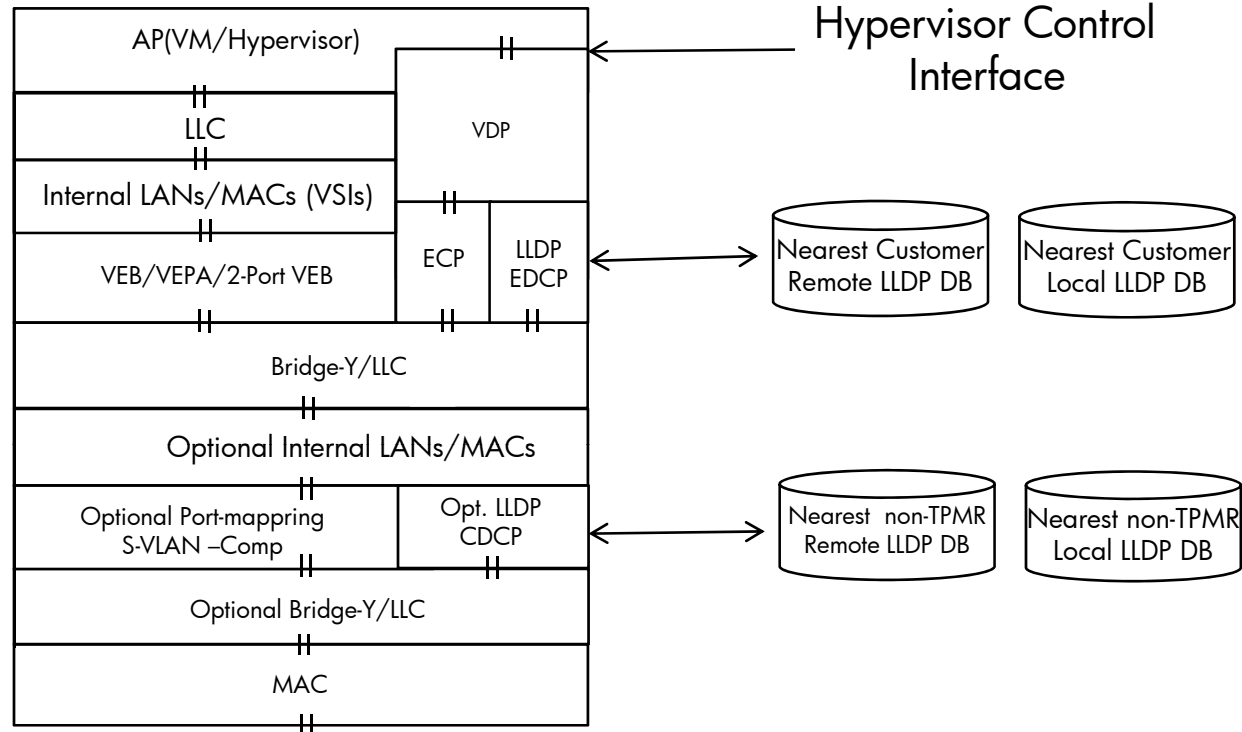 AP(VM/Hypervisor)
Hypervisor Control
Interface
LLC
VDP
Internal LANs/MACs (VSIs)
VEB/VEPA/2-Port VEB
ECP
LLDP
EDCP
Nearest Customer
Remote LLDP DB
Nearest Customer
Local LLDP DB
Bridge-Y/LLC
Optional Internal LANs/MACs
Optional Port-mappring
S-VLAN –Comp
Opt. LLDP
CDCP
Nearest non-TPMR
Remote LLDP DB
Nearest non-TPMR
Local LLDP DB
Optional Bridge-Y/LLC
MAC